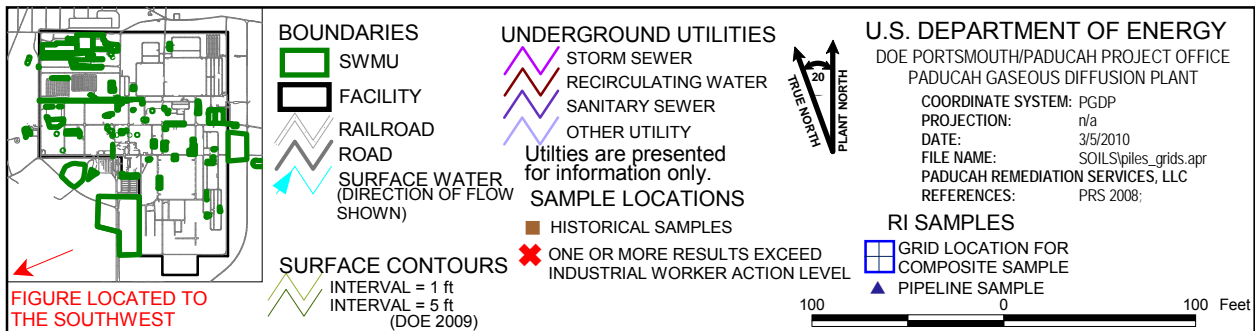 FIGURE LOCATED TO
THE SOUTHWEST
BOUNDARIES
SWMU
FACILITY
RAILROAD
ROAD
SURFACE WATER
(DIRECTION OF FLOW
SHOWN)
SURFACE CONTOURS
INTERVAL = 1 ft
INTERVAL = 5 ft
(DOE 2009)
UNDERGROUND UTILITIES
STORM SEWER
RECIRCULATING WATER
SANITARY SEWER
OTHER UTILITY
Utilties are presented
for information only.
SAMPLE LOCATIONS
HISTORICAL SAMPLES
ONE OR MORE RESULTS EXCEED
INDUSTRIAL WORKER ACTION LEVEL
20
TRUE NORTH
PLANT NORTH
U.S. DEPARTMENT OF ENERGY
DOE PORTSMOUTH/PADUCAH PROJECT OFFICE
PADUCAH GASEOUS DIFFUSION PLANT
COORDINATE SYSTEM: PGDP
PROJECTION: n/a
DATE: 3/5/2010
FILE NAME: SOILS\piles_grids.apr
PADUCAH REMEDIATION SERVICES, LLC
REFERENCES: PRS 2008;
RI SAMPLES
GRID LOCATION FOR
COMPOSITE SAMPLE
PIPELINE SAMPLE
100 0 100 Feet